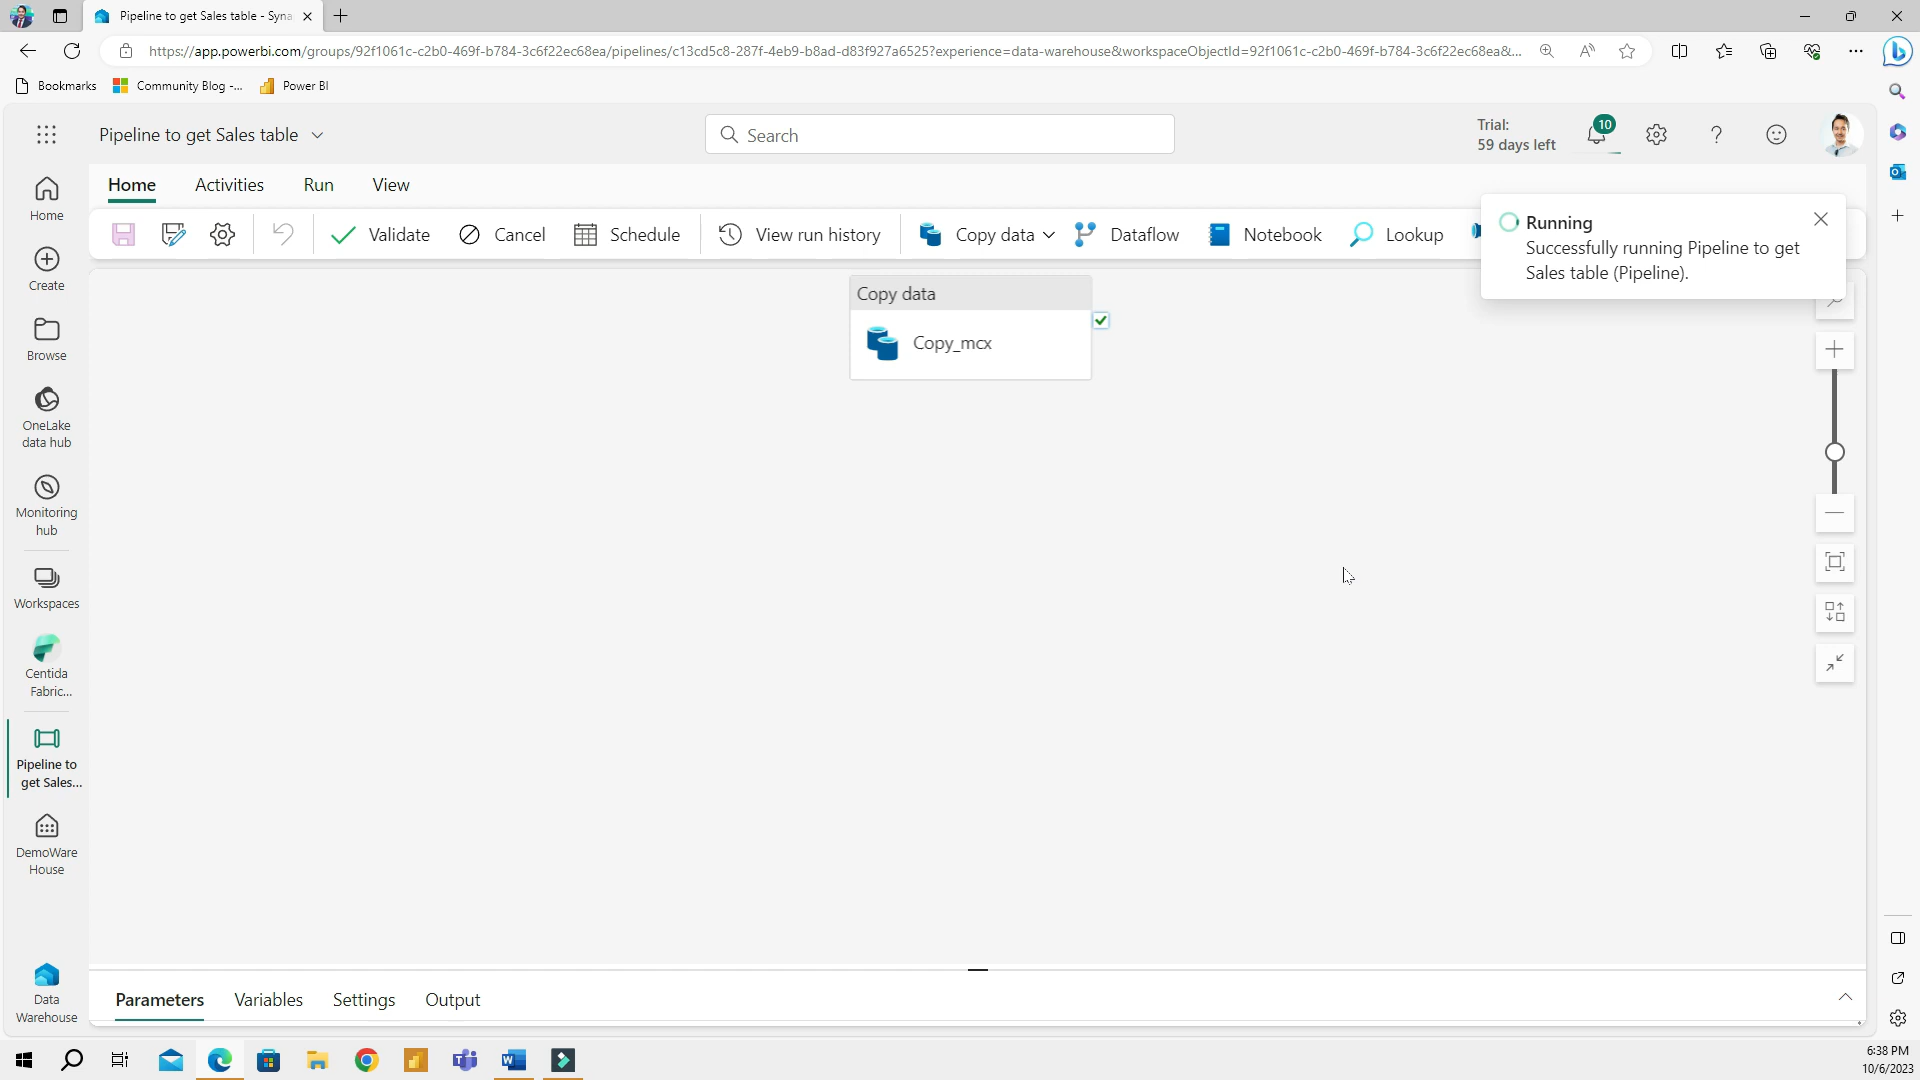 Pipeline to get Sales table - Syna
https://app.powerbi.com/groups/92f1061c-c2b0-469f-b784-3c6f22ec68ea/pipelines/c13cd5c8-287f-4eb9-b8ad-d83f927a6525?experience=data-warehouse&workspaceObjectId=92f1061c-c2b0-469f-b784-3c6f22ec68ea&...
Bookmarks
Community Blog -...
Power BI
Pipeline to get Sales table
Search
Trial:
59 days left
10
Home
Activities
Run
View
Validate
Cancel
Schedule
View run history
Copy data
Dataflow
Notebook
Lookup
Running
Successfully running Pipeline to get
Sales table (Pipeline).
Home
Create
Browse
OneLake
data hub
Monitoring
hub
Workspaces
Centida
Fabric...
Pipeline to
get Sales...
DemoWare
House
Data
Warehouse
Copy data
Copy_mcx
Parameters
Variables
Settings
Output
6:38 PM
10/6/2023